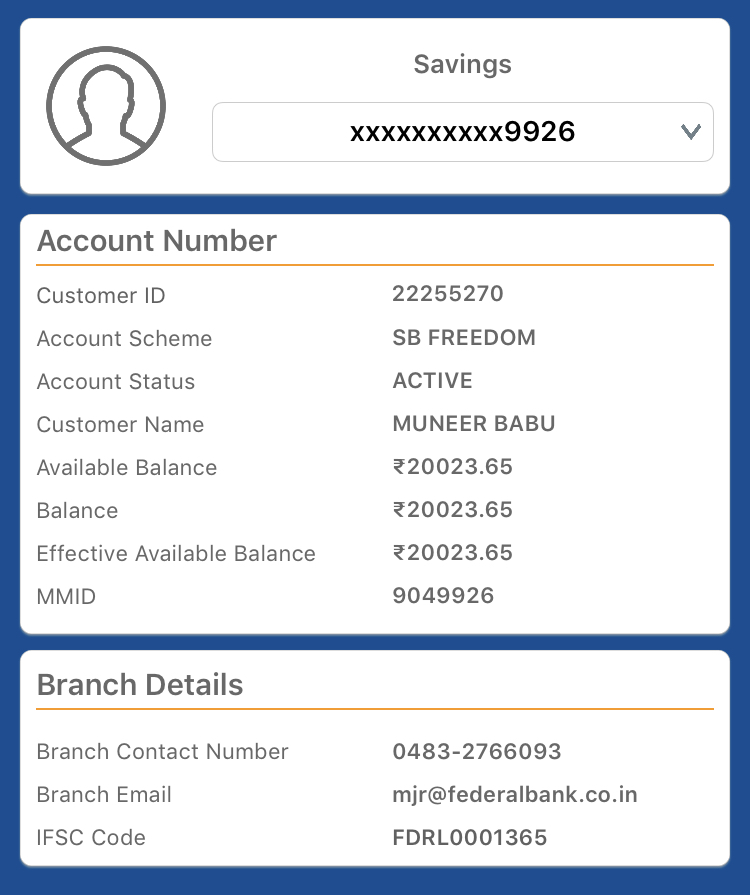 Savings
xxxxxxxxxx9926
Account Number
Customer ID 22255270
Account Scheme SB FREEDOM
Account Status ACTIVE
Customer Name MUNEER BABU
Available Balance ₹20023.65
Balance ₹20023.65
Effective Available Balance ₹20023.65
MMID 9049926
Branch Details
Branch Contact Number 0483-2766093
Branch Email mjr@federalbank.co.in
IFSC Code FDRL0001365